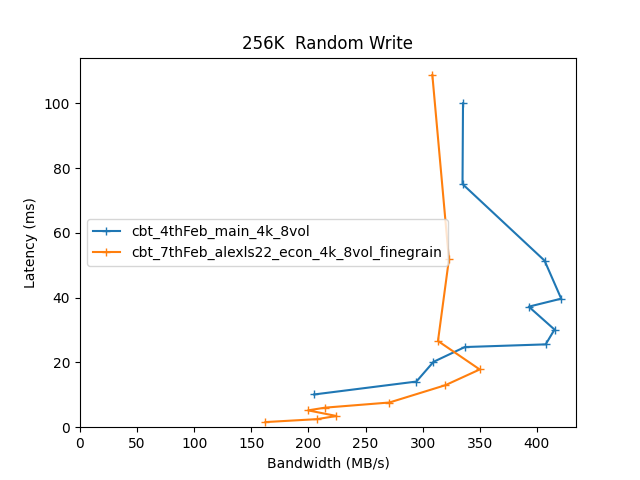 256K  Random Write
Latency (ms)
100
80
60
40
20
0
cbt_4thFeb_main_4k_8vol
cbt_7thFeb_alexls22_econ_4k_8vol_finegrain
0 50 100 150 200 250 300 350 400
Bandwidth (MB/s)